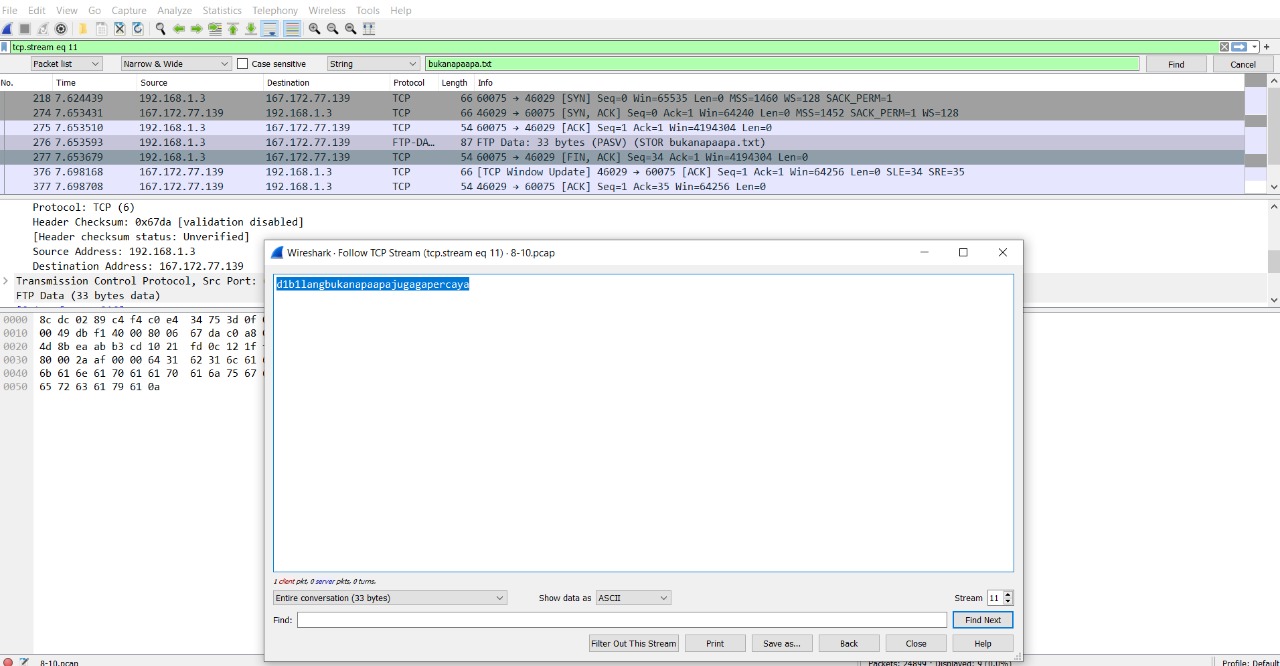 File Edit View Go Capture Analyze Statistics Telephony Wireless Tools Help
tcp.stream eq 11
Packet list Narrow & Wide Case sensitive String bukanapaapa.txt Find Cancel
No. Time Source Destination Protocol Length Info
218 7.624439 192.168.1.3 167.172.77.139 TCP 66 60075 → 46029 [SYN] Seq=0 Win=65535 Len=0 MSS=1460 WS=128 SACK_PERM=1
274 7.653431 167.172.77.139 192.168.1.3 TCP 66 46029 → 60075 [SYN, ACK] Seq=0 Ack=1 Win=64240 Len=0 MSS=1452 SACK_PERM=1 WS=128
275 7.653510 192.168.1.3 167.172.77.139 TCP 54 60075 → 46029 [ACK] Seq=1 Ack=1 Win=4194304 Len=0
276 7.653593 192.168.1.3 167.172.77.139 FTP-DA… 87 FTP Data: 33 bytes (PASV) (STOR bukanapaapa.txt)
277 7.653679 192.168.1.3 167.172.77.139 TCP 54 60075 → 46029 [FIN, ACK] Seq=34 Ack=1 Win=4194304 Len=0
376 7.698168 167.172.77.139 192.168.1.3 TCP 66 [TCP Window Update] 46029 → 60075 [ACK] Seq=1 Ack=1 Win=64256 Len=0 SLE=34 SRE=35
377 7.698708 167.172.77.139 192.168.1.3 TCP 54 46029 → 60075 [ACK] Seq=1 Ack=35 Win=64256 Len=0
Protocol: TCP (6)
Header Checksum: 0x67da [validation disabled]
[Header checksum status: Unverified]
Source Address: 192.168.1.3
Destination Address: 167.172.77.139
Transmission Control Protocol, Src Port:
FTP Data (33 bytes data)
0000 8c dc 02 89 c4 f4 c0 e4 34 75 3d 0f
0010 00 49 db f1 40 00 80 06 67 da c0 a8
0020 4d 8b ea ab b3 cd 10 21 fd 0c 12 1f
0030 80 00 2a af 00 00 64 31 62 31 6c 61
0040 6b 61 6e 61 70 61 61 70 61 6a 75 67
0050 65 72 63 61 79 61 0a
Wireshark · Follow TCP Stream (tcp.stream eq 11) · 8-10.pcap
d1b1langbukanapaapajugagapercaya
1 client pkt, 0 server pkts, 0 turns.
Entire conversation (33 bytes) Show data as ASCII Stream 11
Find: Find Next
Filter Out This Stream Print Save as... Back Close Help
8-10.pcap Packets: 24899 · Displayed: 9 (0.0%) Profile: Default